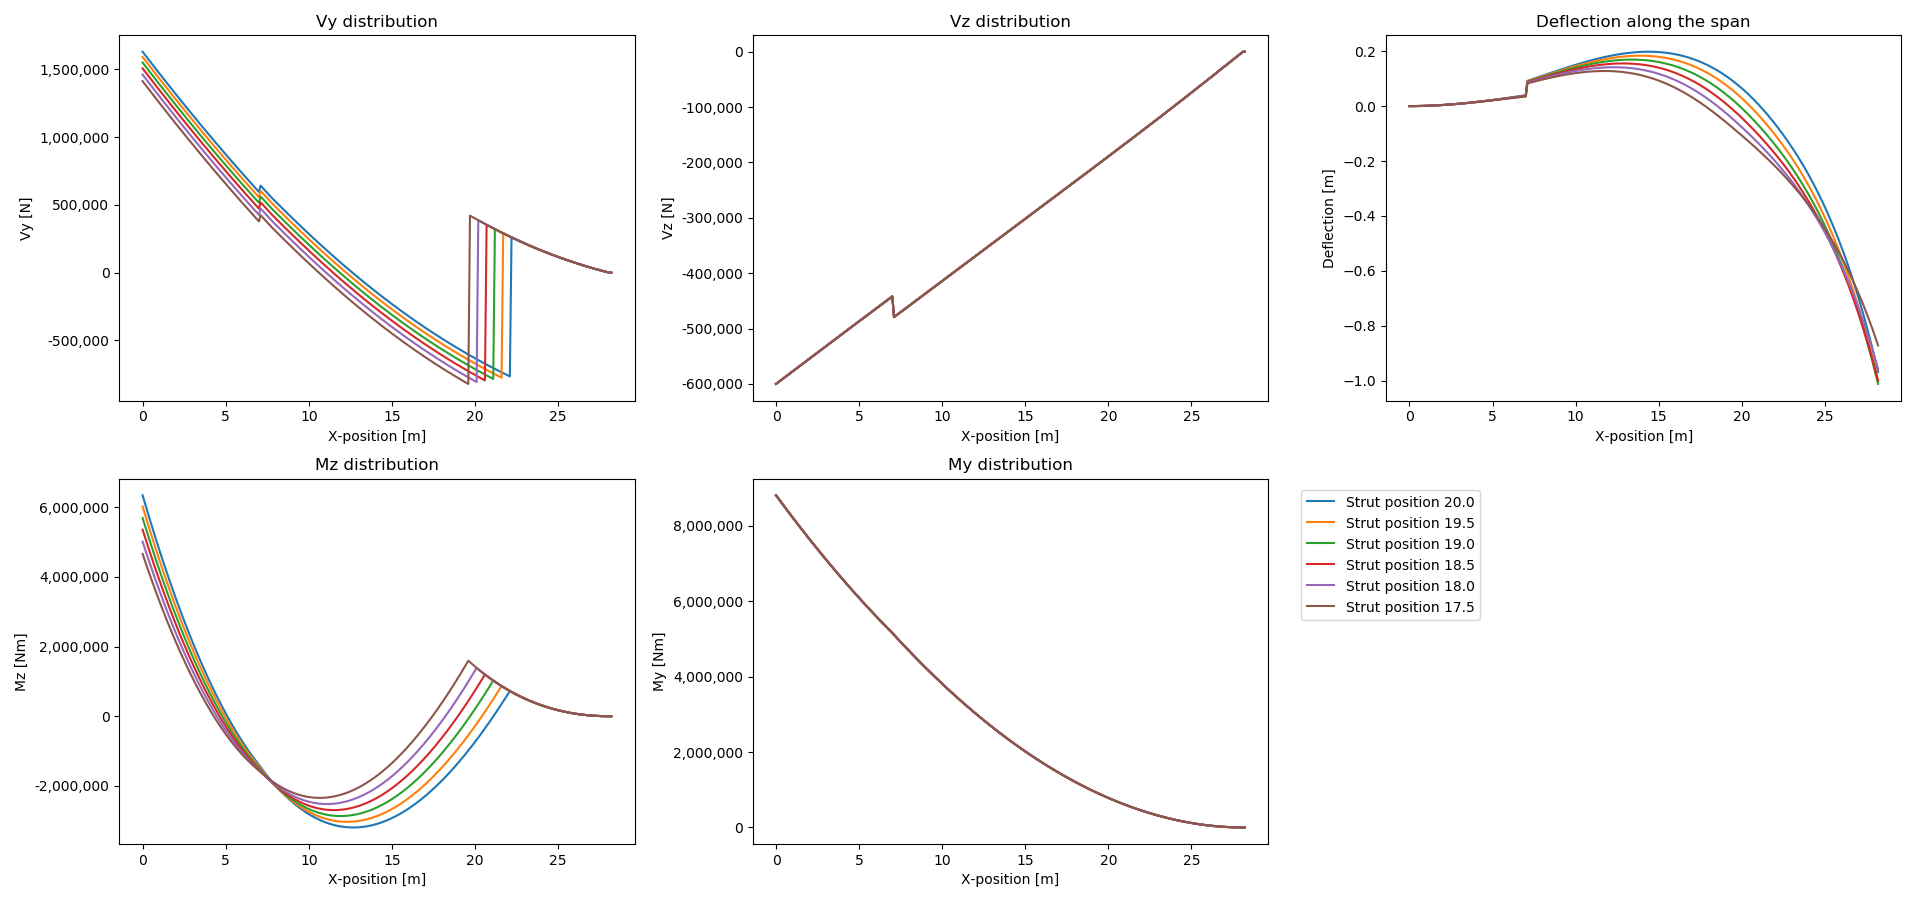 Vy distribution
Vy [N]
1,500,000
1,000,000
500,000
0
-500,000
0 5 10 15 20 25
X-position [m]
Vz distribution
Vz [N]
0
-100,000
-200,000
-300,000
-400,000
-500,000
-600,000
0 5 10 15 20 25
X-position [m]
Deflection along the span
Deflection [m]
0.2
0.0
−0.2
−0.4
−0.6
−0.8
−1.0
0 5 10 15 20 25
X-position [m]
Mz distribution
Mz [Nm]
6,000,000
4,000,000
2,000,000
0
-2,000,000
0 5 10 15 20 25
X-position [m]
My distribution
My [Nm]
8,000,000
6,000,000
4,000,000
2,000,000
0
0 5 10 15 20 25
X-position [m]
Strut position 20.0
Strut position 19.5
Strut position 19.0
Strut position 18.5
Strut position 18.0
Strut position 17.5